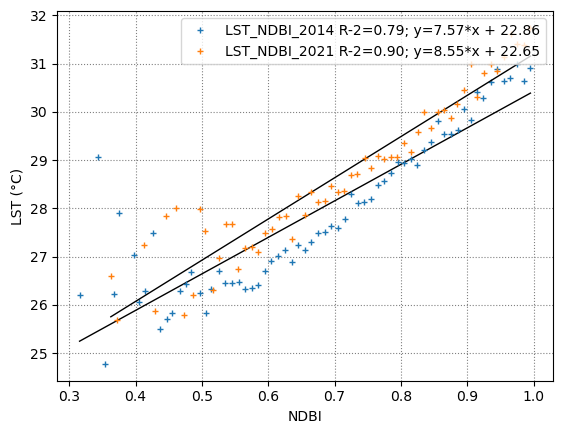 LST_NDBI_2014 R-2=0.79; y=7.57*x + 22.86
LST_NDBI_2021 R-2=0.90; y=8.55*x + 22.65
32
31
30
29
28
27
26
25
LST (°C)
0.3 0.4 0.5 0.6 0.7 0.8 0.9 1.0
NDBI